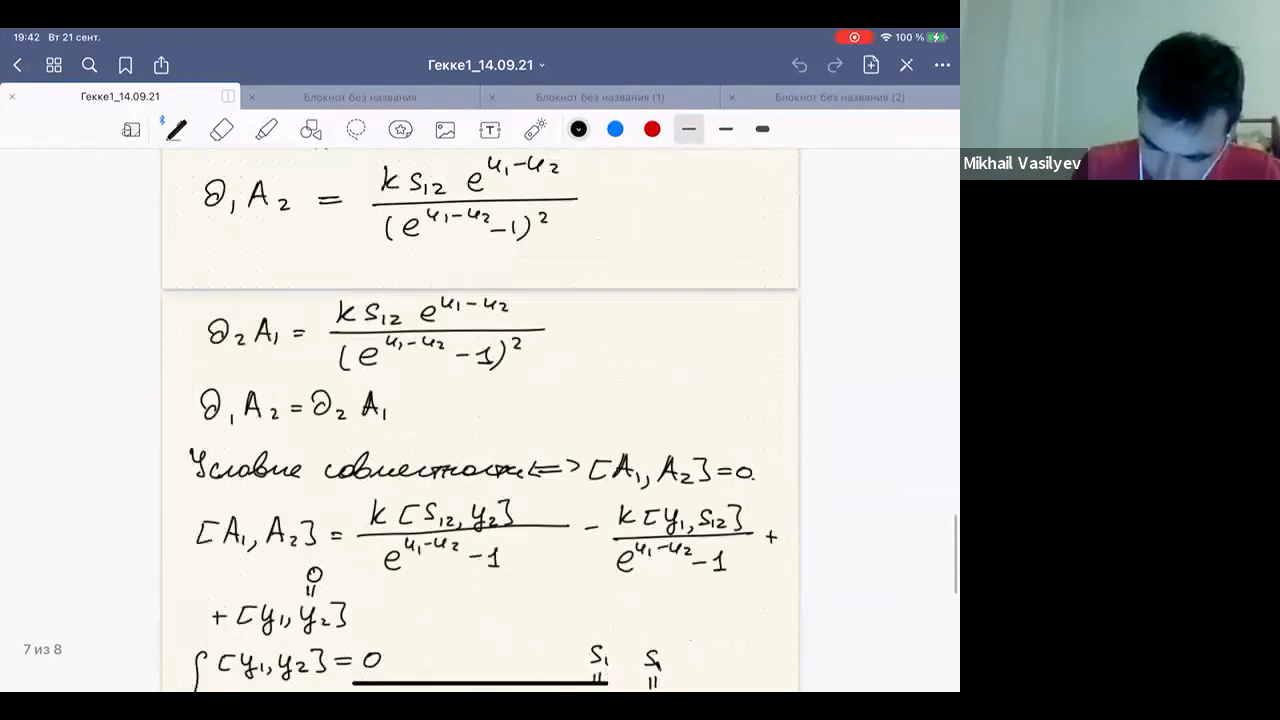 19:42 Вт 21 сент.
100 %
Гекке1_14.09.21
Гекке1_14.09.21 Блокнот без названия Блокнот без названия (1) Блокнот без названия (2)
Mikhail Vasilyev
∂₁A₂ = k s₁₂ e^{u₁-u₂} / (e^{u₁-u₂} - 1)²
∂₂A₁ = k s₁₂ e^{u₁-u₂} / (e^{u₁-u₂} - 1)²
∂₁A₂ = ∂₂A₁
Условие совместности <=> [A₁, A₂] = 0.
[A₁, A₂] = k [s₁₂, y₂] / (e^{u₁-u₂} - 1) - k [y₁, s₁₂] / (e^{u₁-u₂} - 1) +
0
=
+ [y₁, y₂]
7 из 8
{ [y₁, y₂] = 0 s₁ s₁
= =